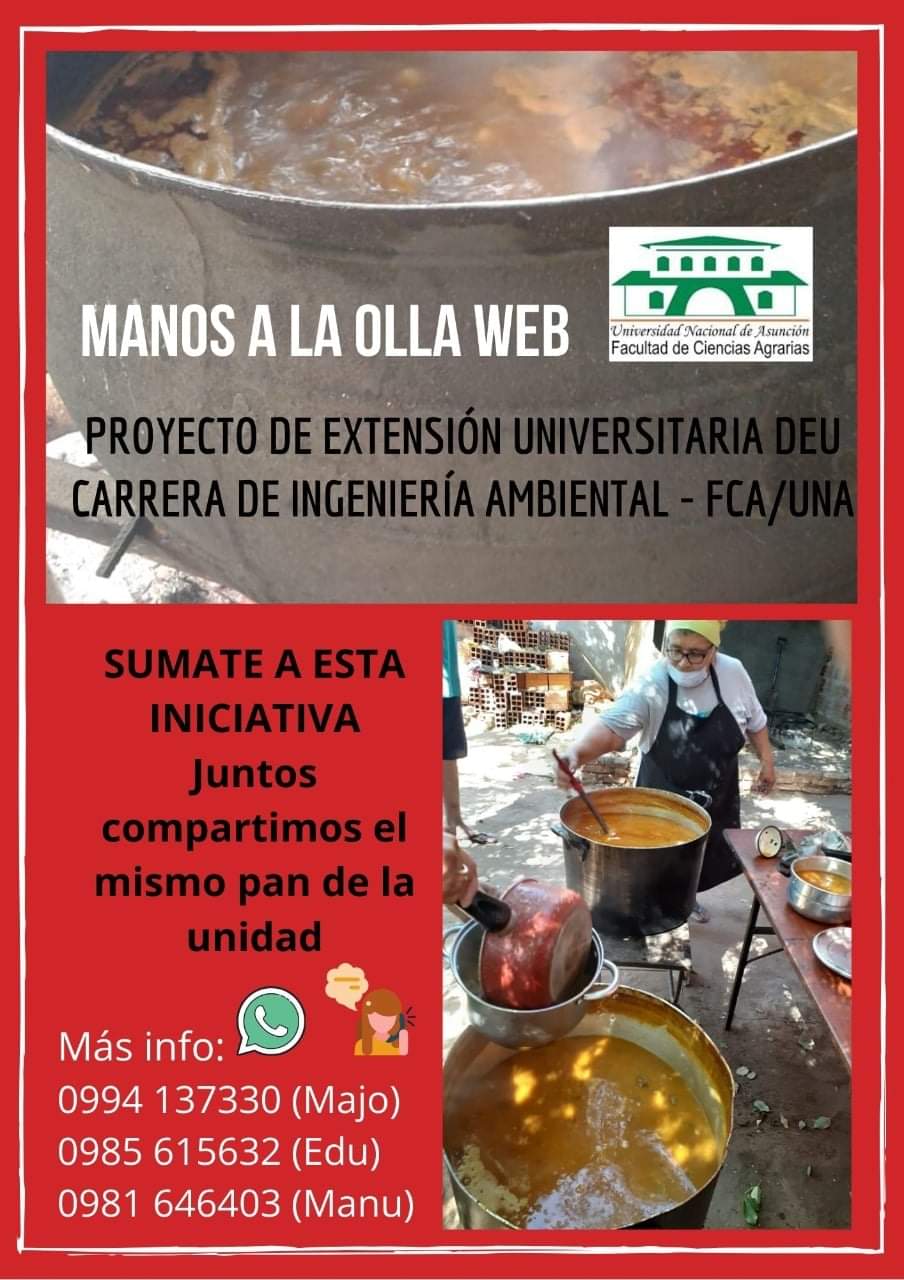 MANOS A LA OLLA WEB
Universidad Nacional de Asunción
Facultad de Ciencias Agrarias
PROYECTO DE EXTENSIÓN UNIVERSITARIA DEU
CARRERA DE INGENIERÍA AMBIENTAL - FCA/UNA
SUMATE A ESTA
INICIATIVA
Juntos
compartimos el
mismo pan de la
unidad
Más info:
0994 137330 (Majo)
0985 615632 (Edu)
0981 646403 (Manu)